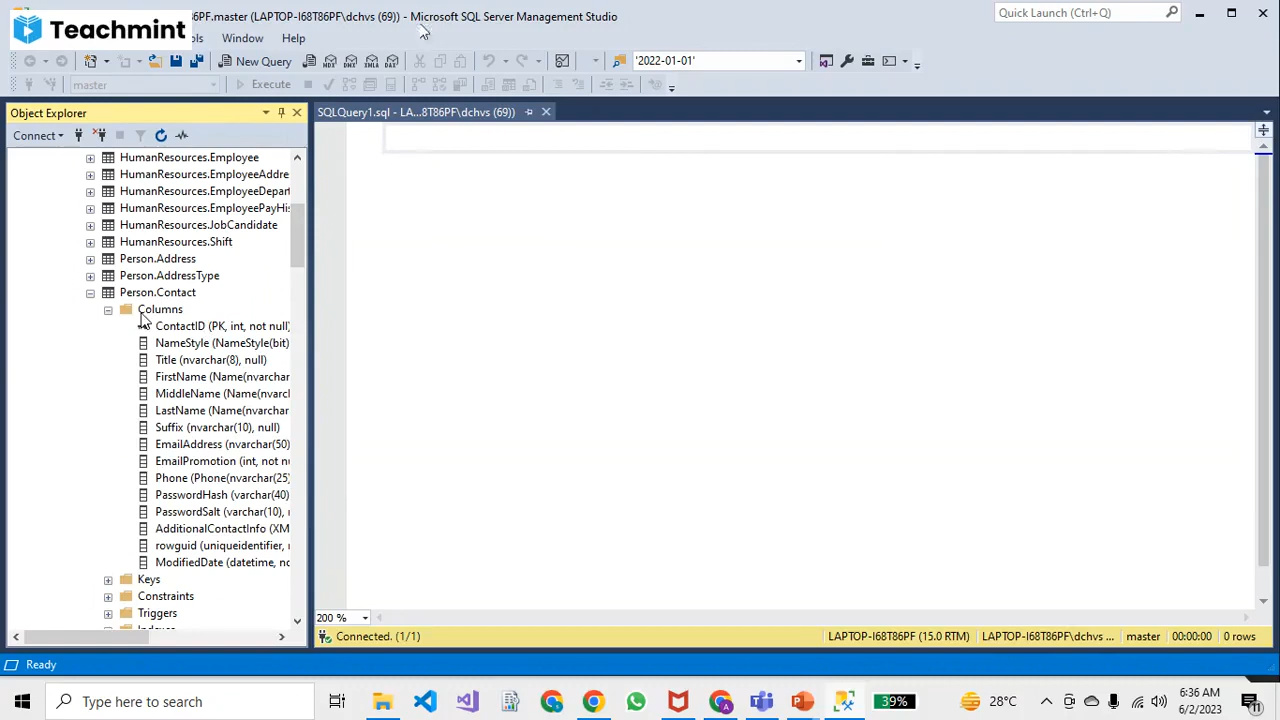 Teachmint
6PF.master (LAPTOP-I68T86PF\dchvs (69)) - Microsoft SQL Server Management Studio
Quick Launch (Ctrl+Q)
Window Help
New Query
'2022-01-01'
master
Execute
Object Explorer
SQLQuery1.sql - LA...8T86PF\dchvs (69))
Connect
HumanResources.Employee
HumanResources.EmployeeAddre
HumanResources.EmployeeDepart
HumanResources.EmployeePayHis
HumanResources.JobCandidate
HumanResources.Shift
Person.Address
Person.AddressType
Person.Contact
Columns
ContactID (PK, int, not null)
NameStyle (NameStyle(bit)
Title (nvarchar(8), null)
FirstName (Name(nvarchar
MiddleName (Name(nvarch
LastName (Name(nvarchar
Suffix (nvarchar(10), null)
EmailAddress (nvarchar(50)
EmailPromotion (int, not nu
Phone (Phone(nvarchar(25)
PasswordHash (varchar(40)
PasswordSalt (varchar(10), n
AdditionalContactInfo (XM
rowguid (uniqueidentifier, n
ModifiedDate (datetime, no
Keys
Constraints
Triggers
200 %
Connected. (1/1)
LAPTOP-I68T86PF (15.0 RTM)
LAPTOP-I68T86PF\dchvs ...
master
00:00:00
0 rows
Ready
Type here to search
39%
28°C
6:36 AM
6/2/2023